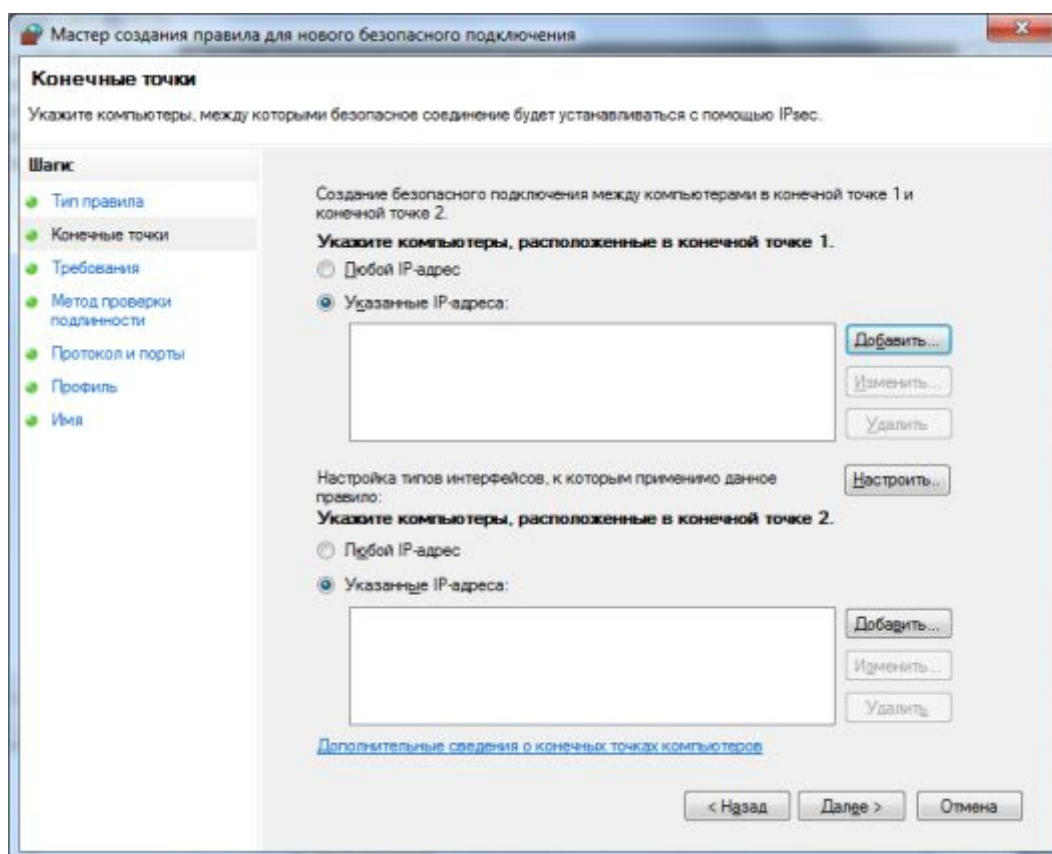 Мастер создания правила для нового безопасного подключения
Конечные точки
Укажите компьютеры, между которыми безопасное соединение будет устанавливаться с помощью IPsec.
Шаги:
Тип правила
Конечные точки
Требования
Метод проверки
подлинности
Протокол и порты
Профиль
Имя
Создание безопасного подключения между компьютерами в конечной точке 1 и
конечной точке 2.
Укажите компьютеры, расположенные в конечной точке 1.
Любой IP-адрес
Указанные IP-адреса:
Добавить...
Изменить...
Удалить
Настройка типов интерфейсов, к которым применимо данное
правило:
Настроить...
Укажите компьютеры, расположенные в конечной точке 2.
Любой IP-адрес
Указанные IP-адреса:
Добавить...
Изменить...
Удалить
Дополнительные сведения о конечных точках компьютеров
< Назад
Далее >
Отмена